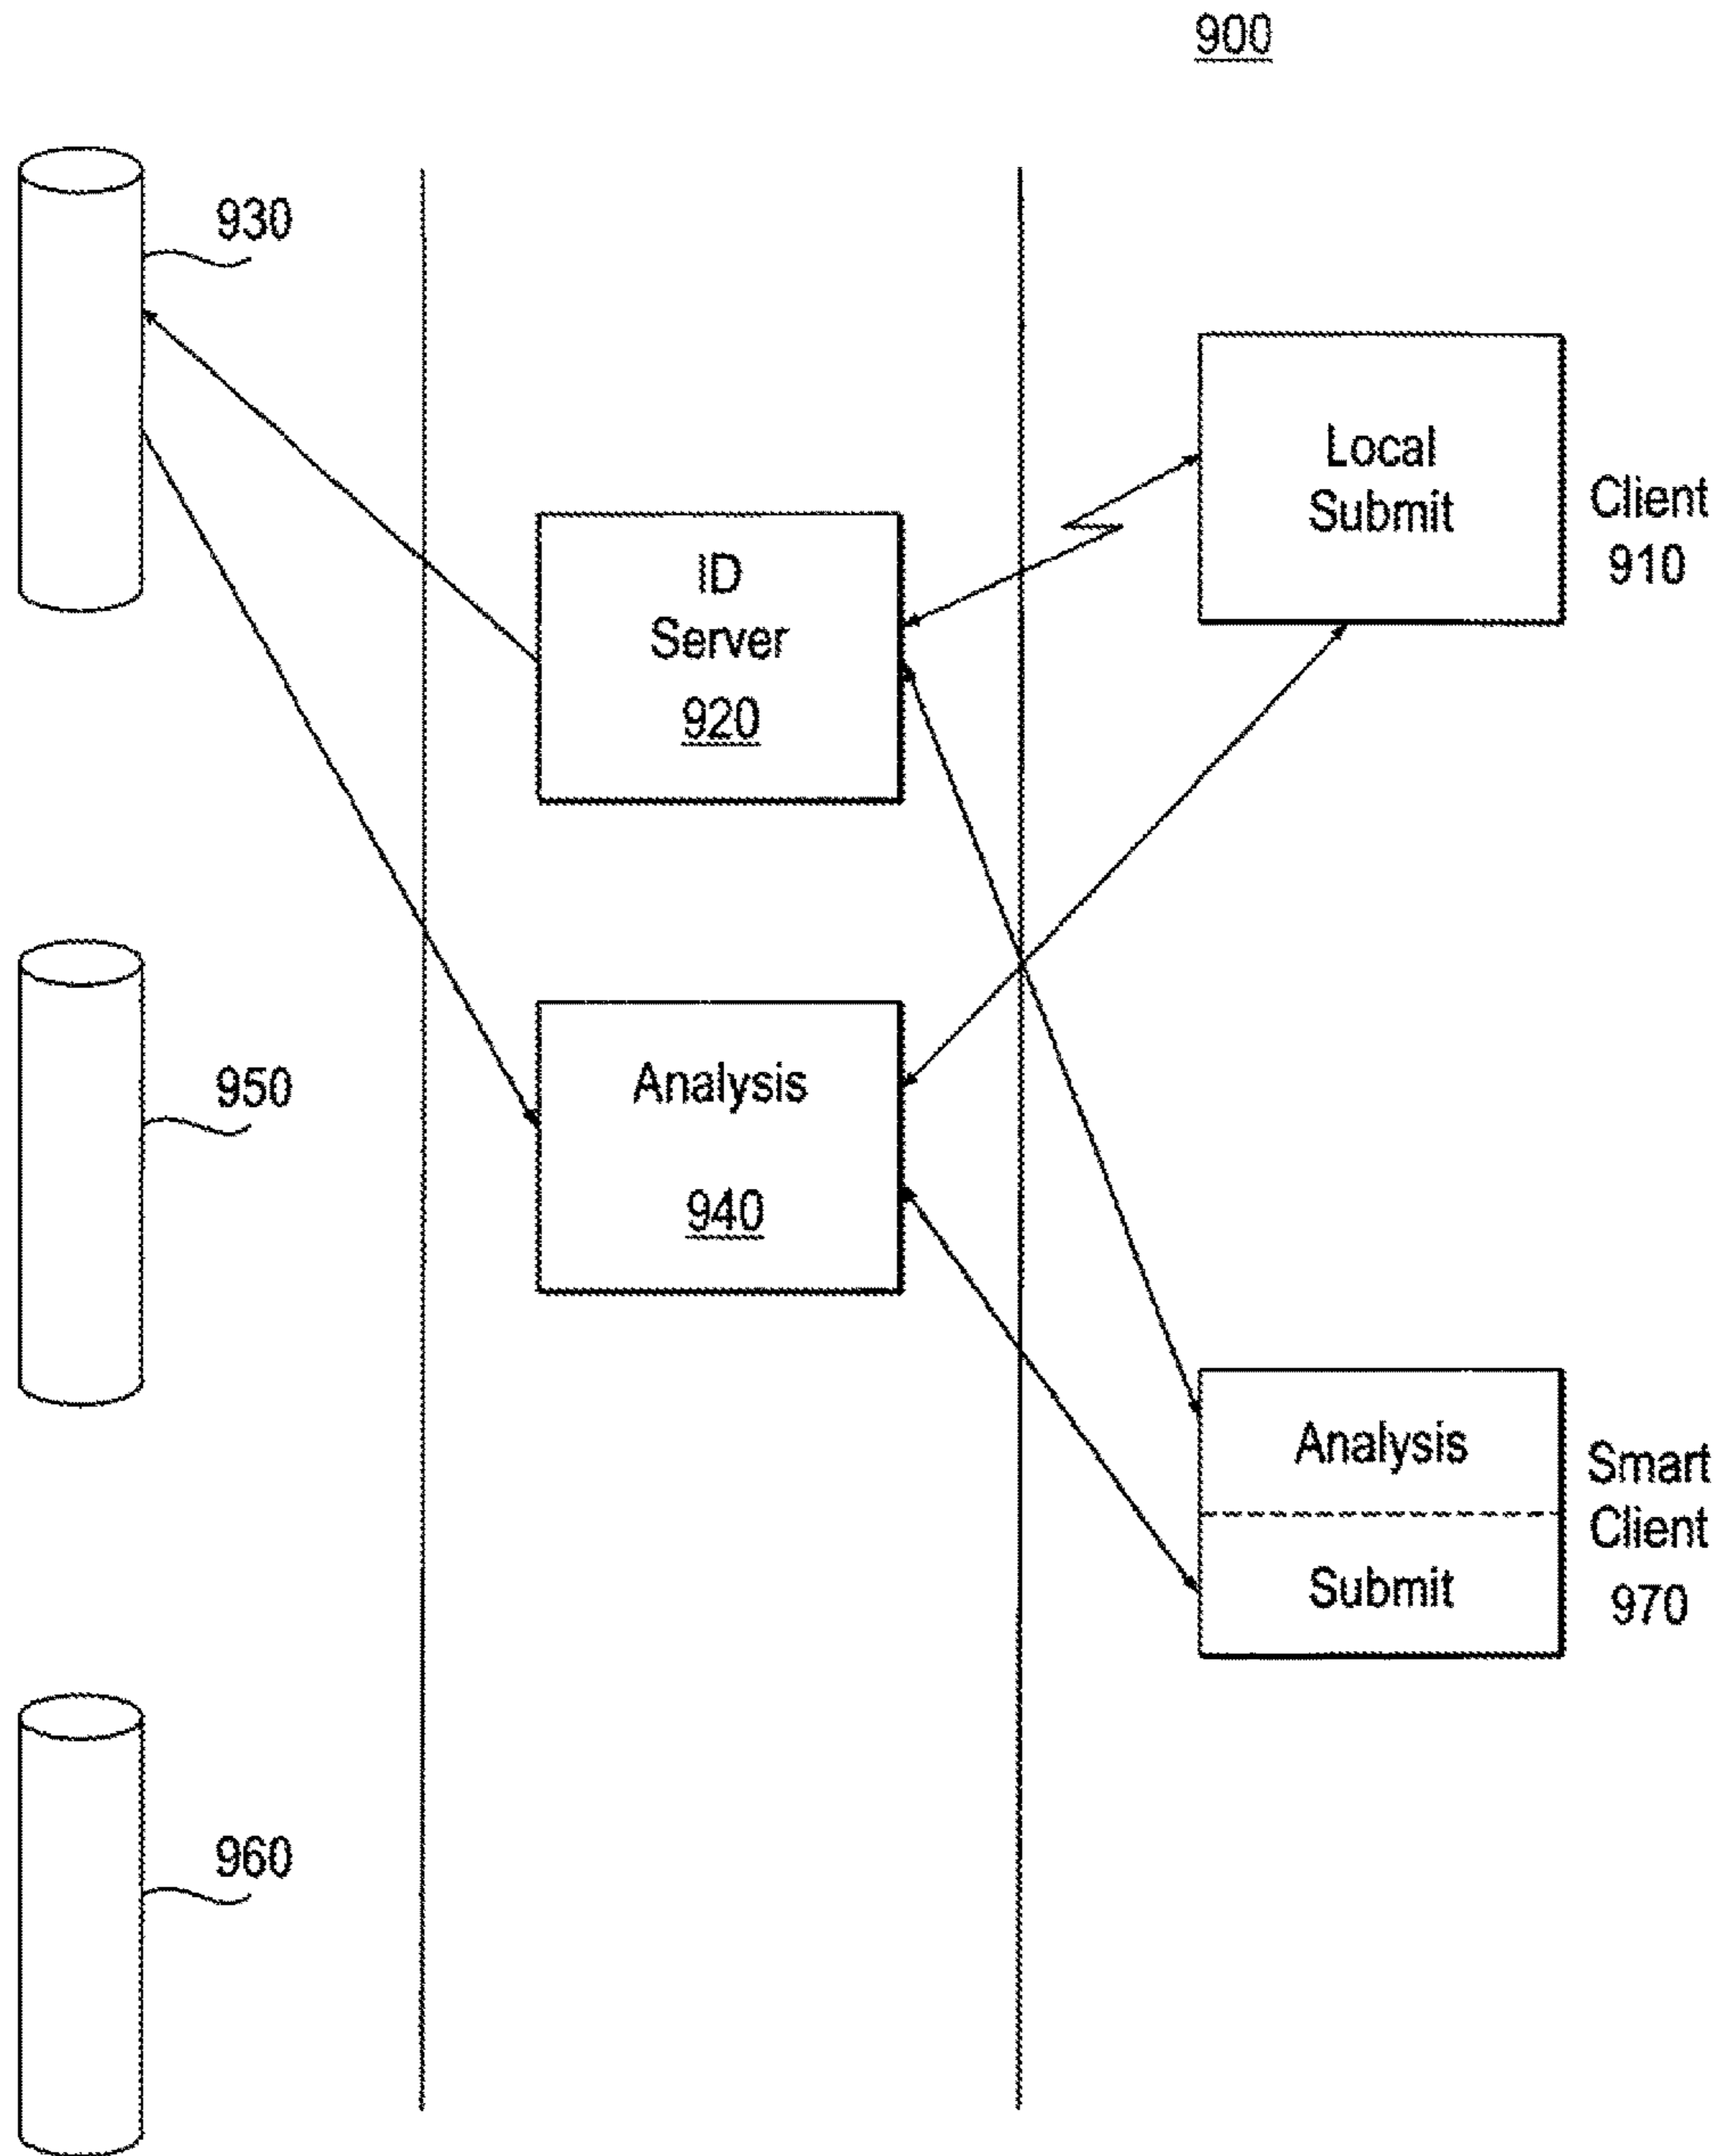 900
930
Local
Submit
Client
910
ID
Server
920
950
Analysis
940
Analysis
Submit
Smart
Client
970
960